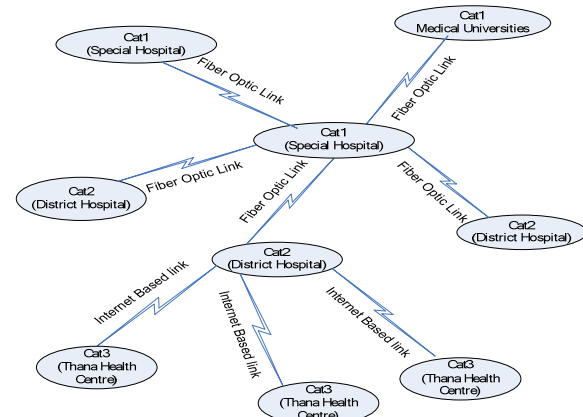 Cat1
(Special Hospital)
Cat1
Medical Universities
Fiber Optic Link
Fiber Optic Link
Cat1
(Special Hospital)
Fiber Optic Link
Fiber Optic Link
Fiber Optic Link
Cat2
(District Hospital)
Cat2
(District Hospital)
Cat2
(District Hospital)
Internet Based link
Internet Based link
Internet Based link
Cat3
(Thana Health
Centre)
Cat3
(Thana Health
Centre)
Cat3
(Thana Health
Centre)